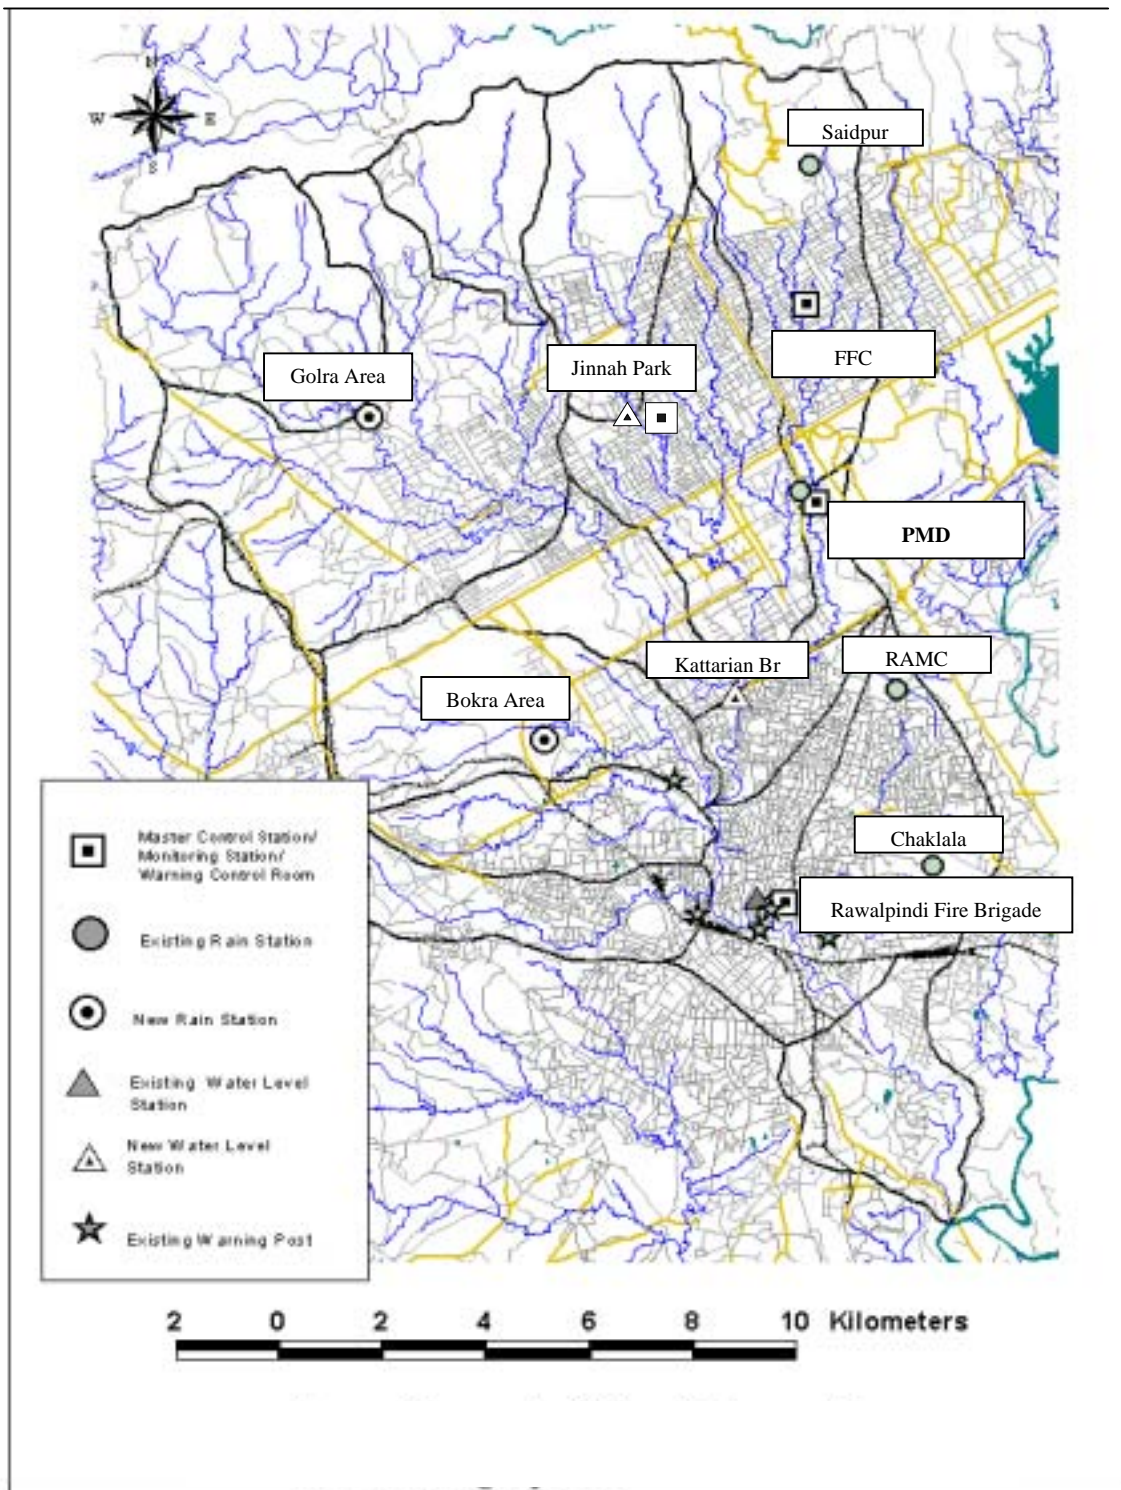 N
W
E
S
Saidpur
FFC
Golra Area
Jinnah Park
PMD
Kattarian Br
RAMC
Bokra Area
Chaklala
Rawalpindi Fire Brigade
Master Control Station/
Monitoring Station/
Warning Control Room
Existing Rain Station
New Rain Station
Existing Water Level
Station
New Water Level
Station
Existing Warning Post
2 0 2 4 6 8 10 Kilometers